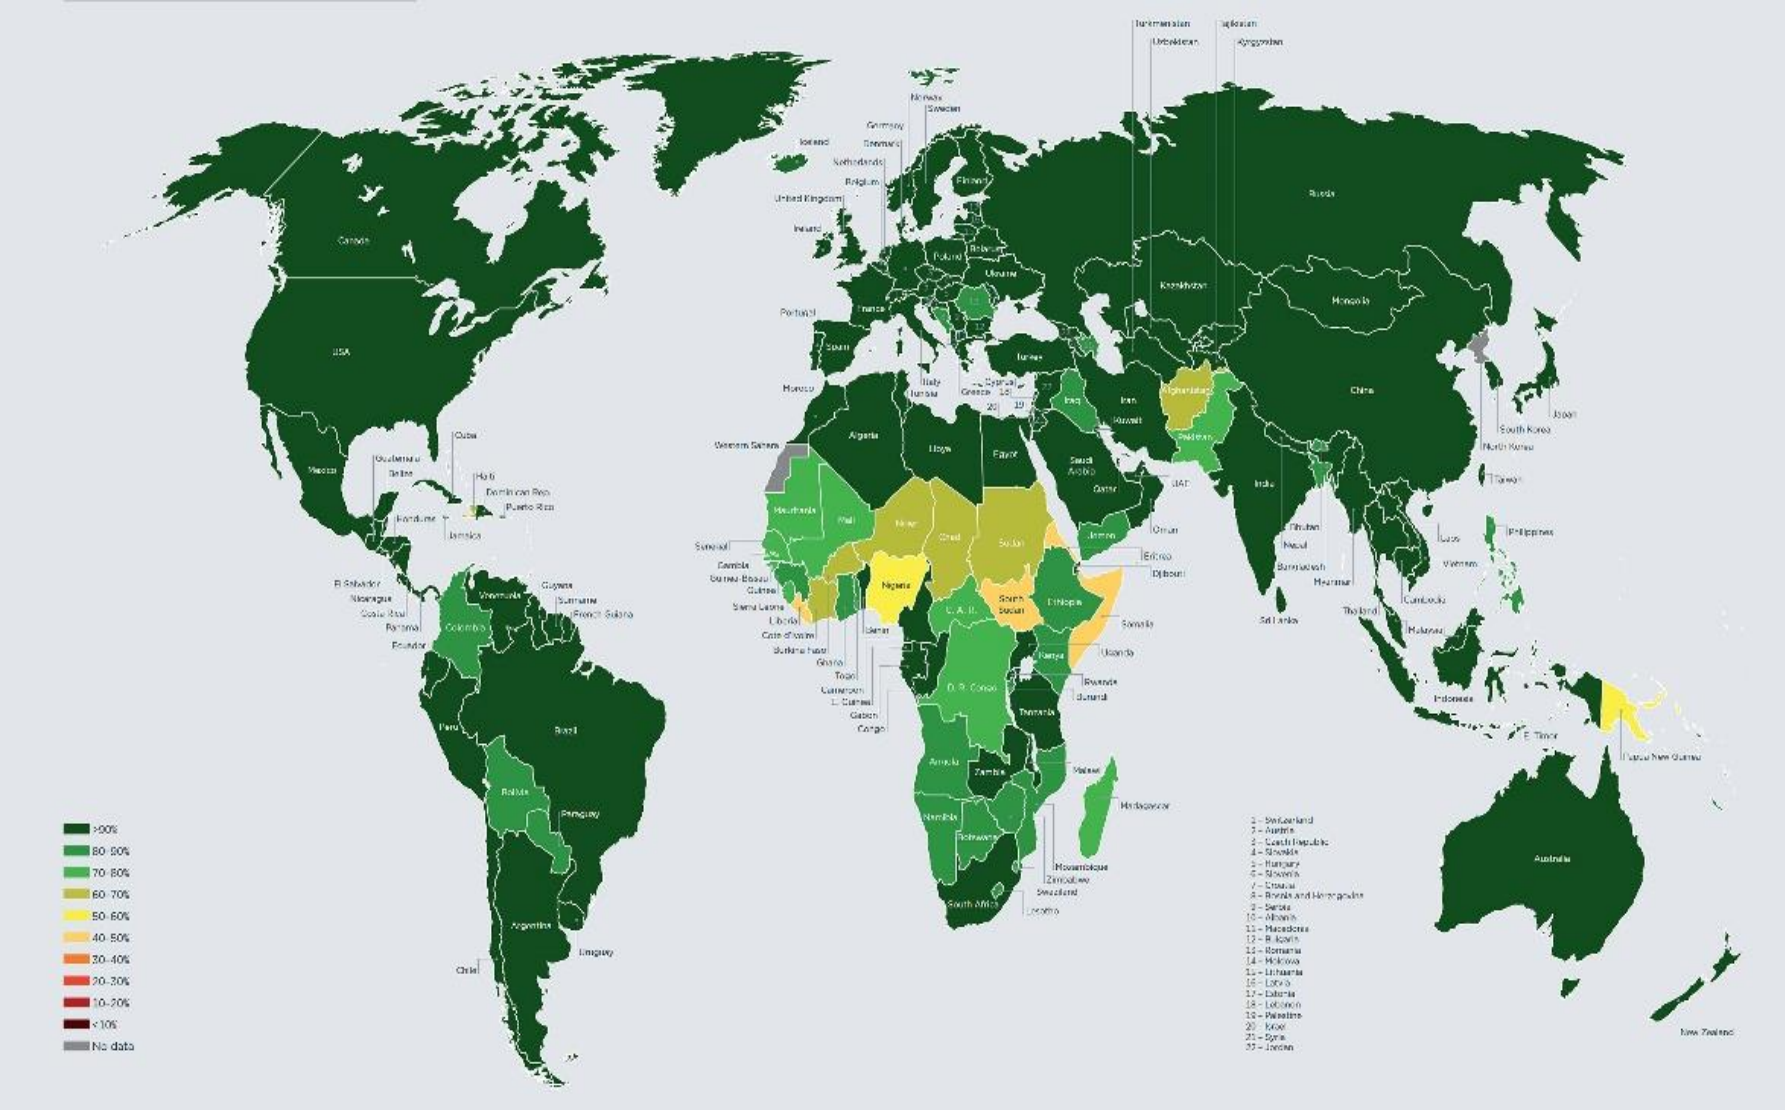 Turkmenistan
Tajikistan
Uzbekistan
Kyrgyzstan
Norway
Sweden
Germany
Denmark
Iceland
Netherlands
Belgium
Finland
United Kingdom
Ireland
Russia
Canada
Poland
Belarus
Ukraine
Kazakhstan
Mongolia
France
Portugal
Spain
USA
Turkey
Italy
Cyprus
Moroco
Tunisia
Greece
18
19
20
22
Iraq
Iran
Afghanistan
China
Japan
Kuwait
South Korea
North Korea
Pakistan
Cuba
Algeria
Western Sahara
Libya
Egypt
Saudi
Arabia
Guatemala
Belize
Mexico
Haiti
Dominican Rep.
Puerto Rico
Qatar
UAE
India
Taiwan
Mauritania
Mali
Niger
Chad
Sudan
Honduras
Jamaica
Oman
Bhutan
Philippines
Yemen
Laos
Senegal
Nepal
Eritrea
Gambia
Bangladesh
Vietnam
Djibouti
Guinea-Bissau
Nigeria
Myanmar
El Salvador
Guyana
Guinea
Nicaragua
Venezuela
Suriname
South
Sudan
Ethiopia
Cambodia
Costa Rica
French Guiana
Sierra Leone
C. A. R.
Thailand
Panama
Colombia
Liberia
Benin
Somalia
Sri Lanka
Malaysia
Cote d'Ivoire
Ecuador
Burkina Faso
Kenya
Uganda
Ghana
Togo
Rwanda
Cameroon
D. R. Congo
Burundi
Indonesia
E. Guinea
Gabon
Tanzania
Peru
Brazil
Congo
E. Timor
Papua New Guinea
Angola
Zambia
Malawi
Bolivia
Madagascar
Paraguay
Namibia
Botswana
Mozambique
Zimbabwe
Swaziland
South Africa
Lesotho
Australia
Argentina
Uruguay
Chile
New Zealand
>90%
80-90%
70-80%
60-70%
50-60%
40-50%
30-40%
20-30%
10-20%
<10%
No data
1 - Switzerland
2 - Austria
3 - Czech Republic
4 - Slovakia
5 - Hungary
6 - Slovenia
7 - Croatia
8 - Bosnia and Herzegovina
9 - Serbia
10 - Albania
11 - Macedonia
12 - Bulgaria
13 - Romania
14 - Moldova
15 - Lithuania
16 - Latvia
17 - Estonia
18 - Lebanon
19 - Palestine
20 - Israel
21 - Syria
22 - Jordan